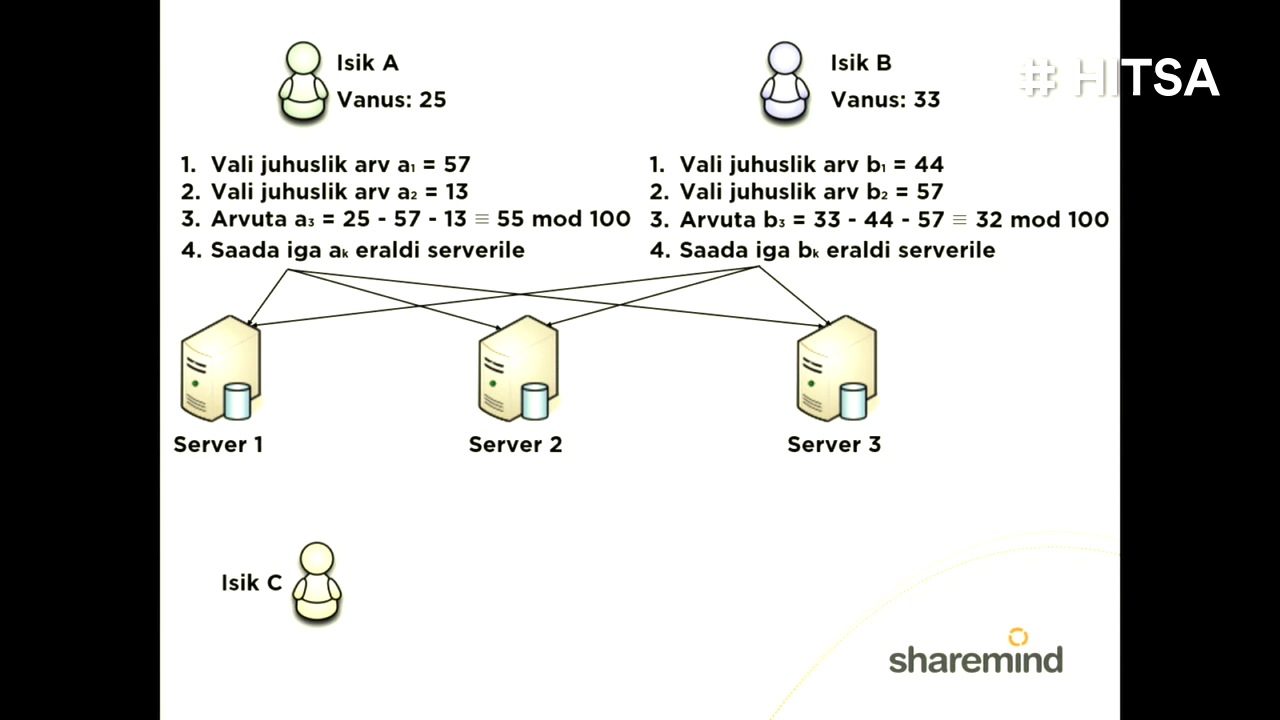 Isik A
Vanus: 25
Isik B
Vanus: 33
# HITSA
1. Vali juhuslik arv a₁ = 57
2. Vali juhuslik arv a₂ = 13
3. Arvuta a₃ = 25 - 57 - 13 ≡ 55 mod 100
4. Saada iga aₖ eraldi serverile
1. Vali juhuslik arv b₁ = 44
2. Vali juhuslik arv b₂ = 57
3. Arvuta b₃ = 33 - 44 - 57 ≡ 32 mod 100
4. Saada iga bₖ eraldi serverile
Server 1
Server 2
Server 3
Isik C
sharemind